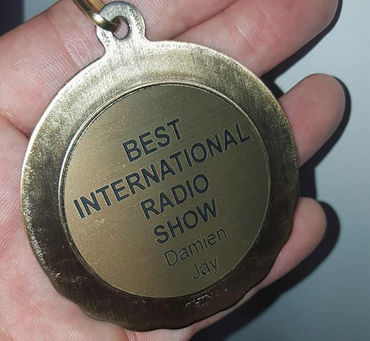 BEST
INTERNATIONAL
RADIO
SHOW
Damien
Jay